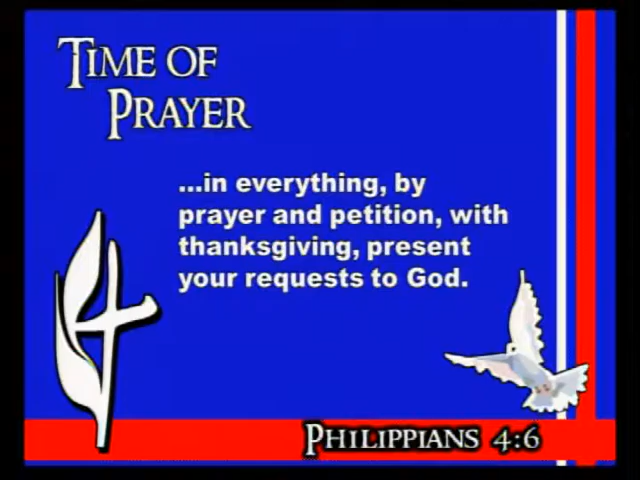 TIME OF
PRAYER
...in everything, by
prayer and petition, with
thanksgiving, present
your requests to God.
PHILIPPIANS 4:6